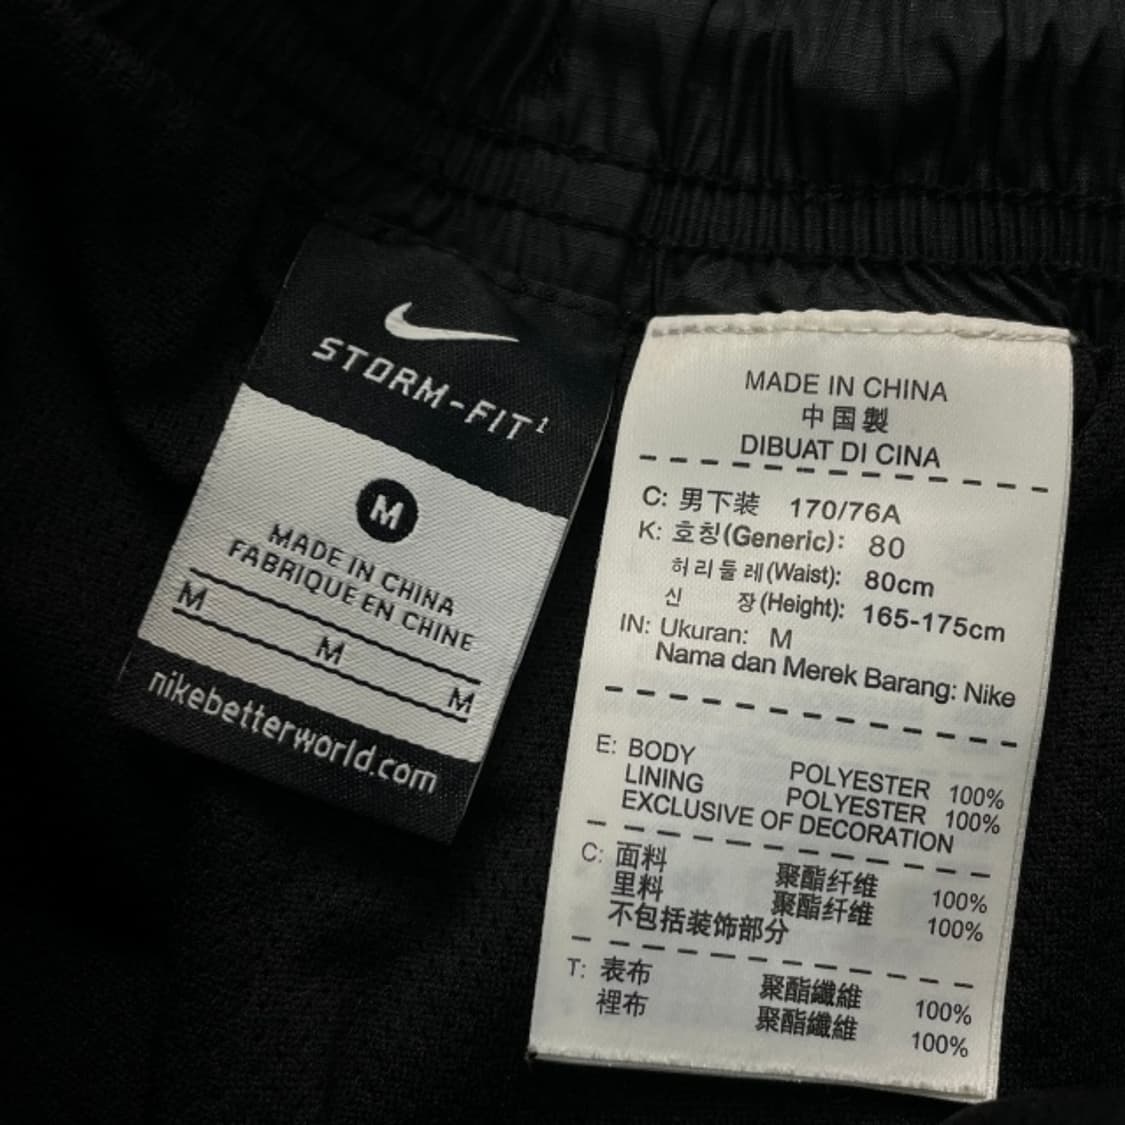 STORM-FIT¹
M
MADE IN CHINA
FABRIQUE EN CHINE
M M M
nikebetterworld.com
MADE IN CHINA
中国製
DIBUAT DI CINA
C: 男下装 170/76A
K: 호칭(Generic): 80
허리둘레(Waist): 80cm
신 장(Height): 165-175cm
IN: Ukuran: M
Nama dan Merek Barang: Nike
E: BODY POLYESTER 100%
LINING POLYESTER 100%
EXCLUSIVE OF DECORATION
C: 面料 聚酯纤维 100%
里料 聚酯纤维 100%
不包括装饰部分
T: 表布 聚酯纖維 100%
裡布 聚酯纖維 100%